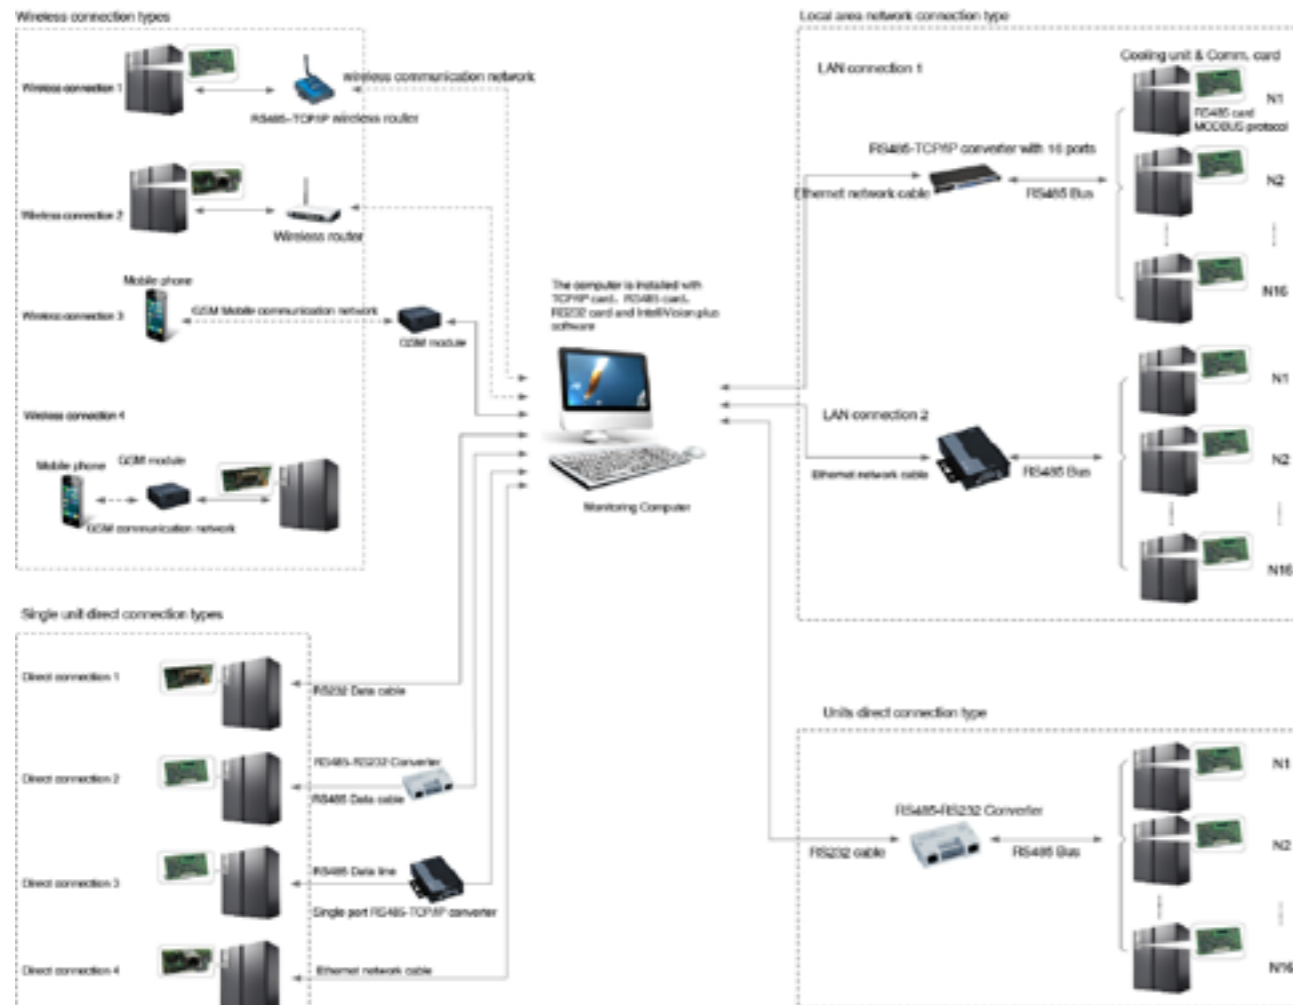 Wireless connection types
Wireless connection 1
wireless communication network
RS485-TCP/IP wireless router
Wireless connection 2
Wireless router
Mobile phone
Wireless connection 3
GSM Mobile communication network
GSM module
Wireless connection 4
Mobile phone
GSM module
GSM communication network
Single unit direct connection types
Direct connection 1
RS232 Data cable
Direct connection 2
RS485-RS232 Converter
RS485 Data cable
Direct connection 3
RS485 Data line
Single port RS485-TCP/IP converter
Direct connection 4
Ethernet network cable
The computer is installed with
TCP/IP card、RS485 card、
RS232 card and IntelliVision plus
software
Monitoring Computer
Local area network connection type
LAN connection 1
Cooling unit & Comm. card
N1
RS485 card
MODBUS protocol
RS485-TCP/IP converter with 16 ports
Ethernet network cable
RS485 Bus
N2
N16
LAN connection 2
N1
N2
Ethernet network cable
RS485 Bus
N16
Units direct connection type
N1
RS485-RS232 Converter
N2
RS232 cable
RS485 Bus
N16